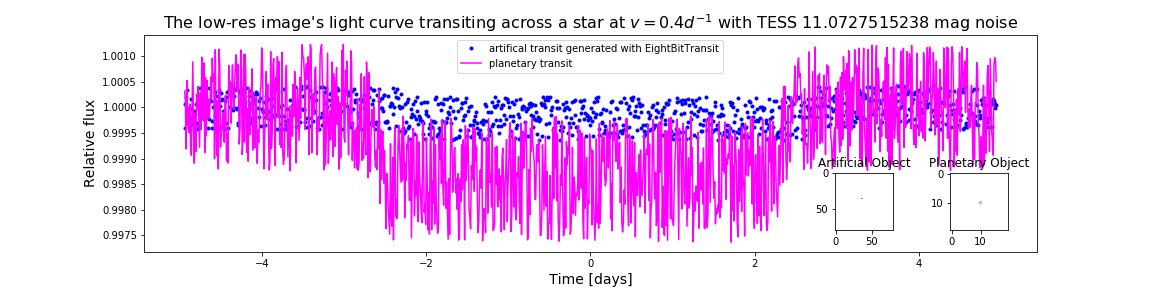 The low-res image's light curve transiting across a star at v = 0.4d⁻¹ with TESS 11.0727515238 mag noise
artifical transit generated with EightBitTransit
planetary transit
Relative flux
1.0010
1.0005
1.0000
0.9995
0.9990
0.9985
0.9980
0.9975
Artificial Object
0
50
0 50
Planetary Object
0
10
0 10
−4 −2 0 2 4
Time [days]